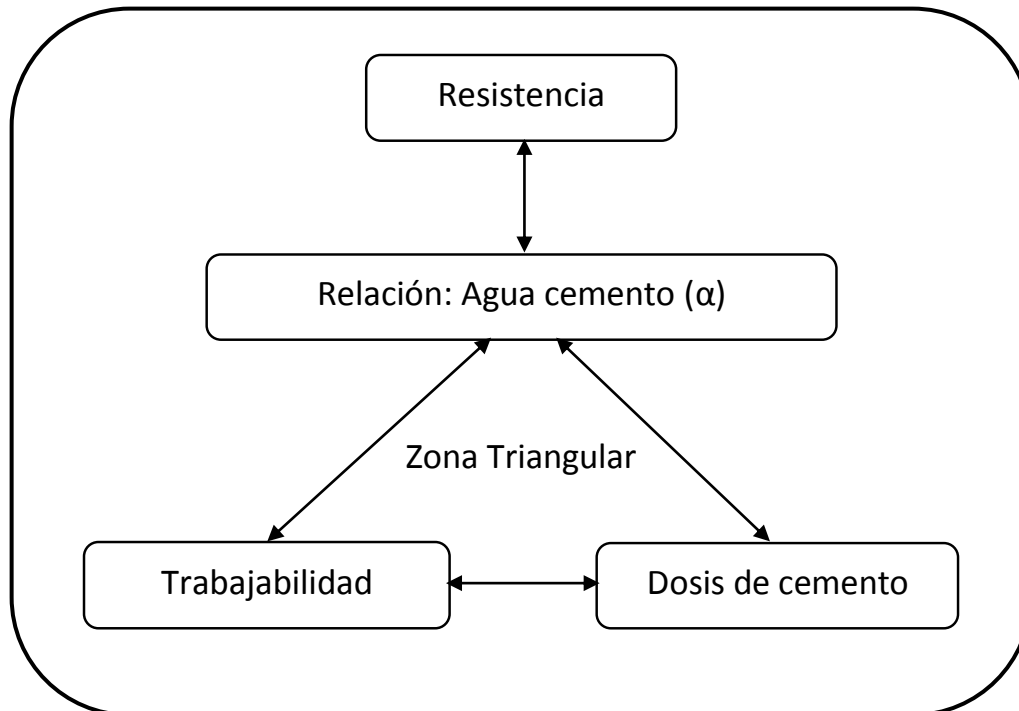 Resistencia
Relación: Agua cemento (α)
Zona Triangular
Trabajabilidad
Dosis de cemento